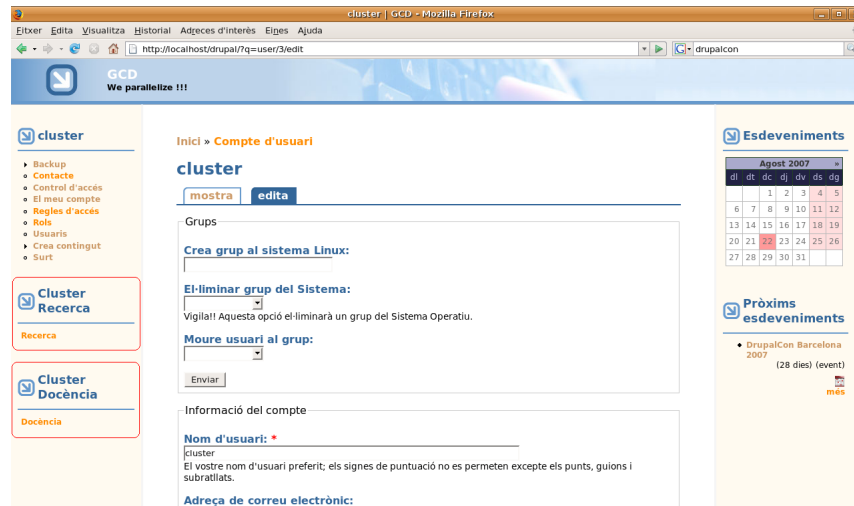 cluster | GCD - Mozilla Firefox
Eitxer Edita Visualitza Historial Adreces d'interès Eines Ajuda
http://localhost/drupal/?q=user/3/edit
G drupalcon
GCD
We parallelize !!!
cluster
Backup
Contacte
Control d'accés
El meu compte
Regles d'accés
Rols
Usuaris
Crea contingut
Surt
Cluster
Recerca
Recerca
Cluster
Docència
Docència
Inici » Compte d'usuari
cluster
mostra edita
Grups
Crea grup al sistema Linux:
El·liminar grup del Sistema:
Vigila!! Aquesta opció el·liminarà un grup del Sistema Operatiu.
Moure usuari al grup:
Enviar
Informació del compte
Nom d'usuari: *
cluster
El vostre nom d'usuari preferit; els signes de puntuació no es permeten excepte els punts, guions i
subratllats.
Adreça de correu electrònic:
Esdeveniments
Agost 2007 »
dl dt dc dj dv ds dg
1 2 3 4 5
6 7 8 9 10 11 12
13 14 15 16 17 18 19
20 21 22 23 24 25 26
27 28 29 30 31
Pròxims
esdeveniments
DrupalCon Barcelona
2007
(28 dies) (event)
més